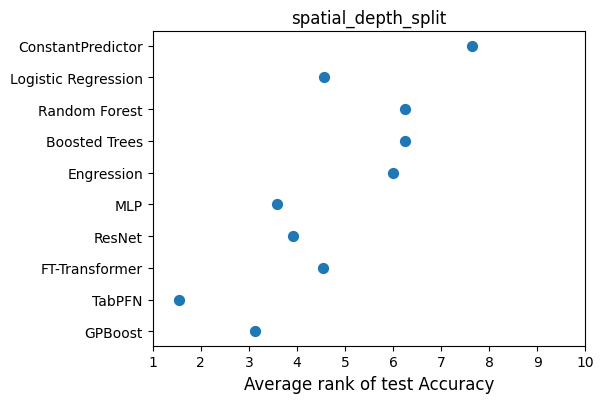 spatial_depth_split
ConstantPredictor
Logistic Regression
Random Forest
Boosted Trees
Engression
MLP
ResNet
FT-Transformer
TabPFN
GPBoost
1 2 3 4 5 6 7 8 9 10
Average rank of test Accuracy